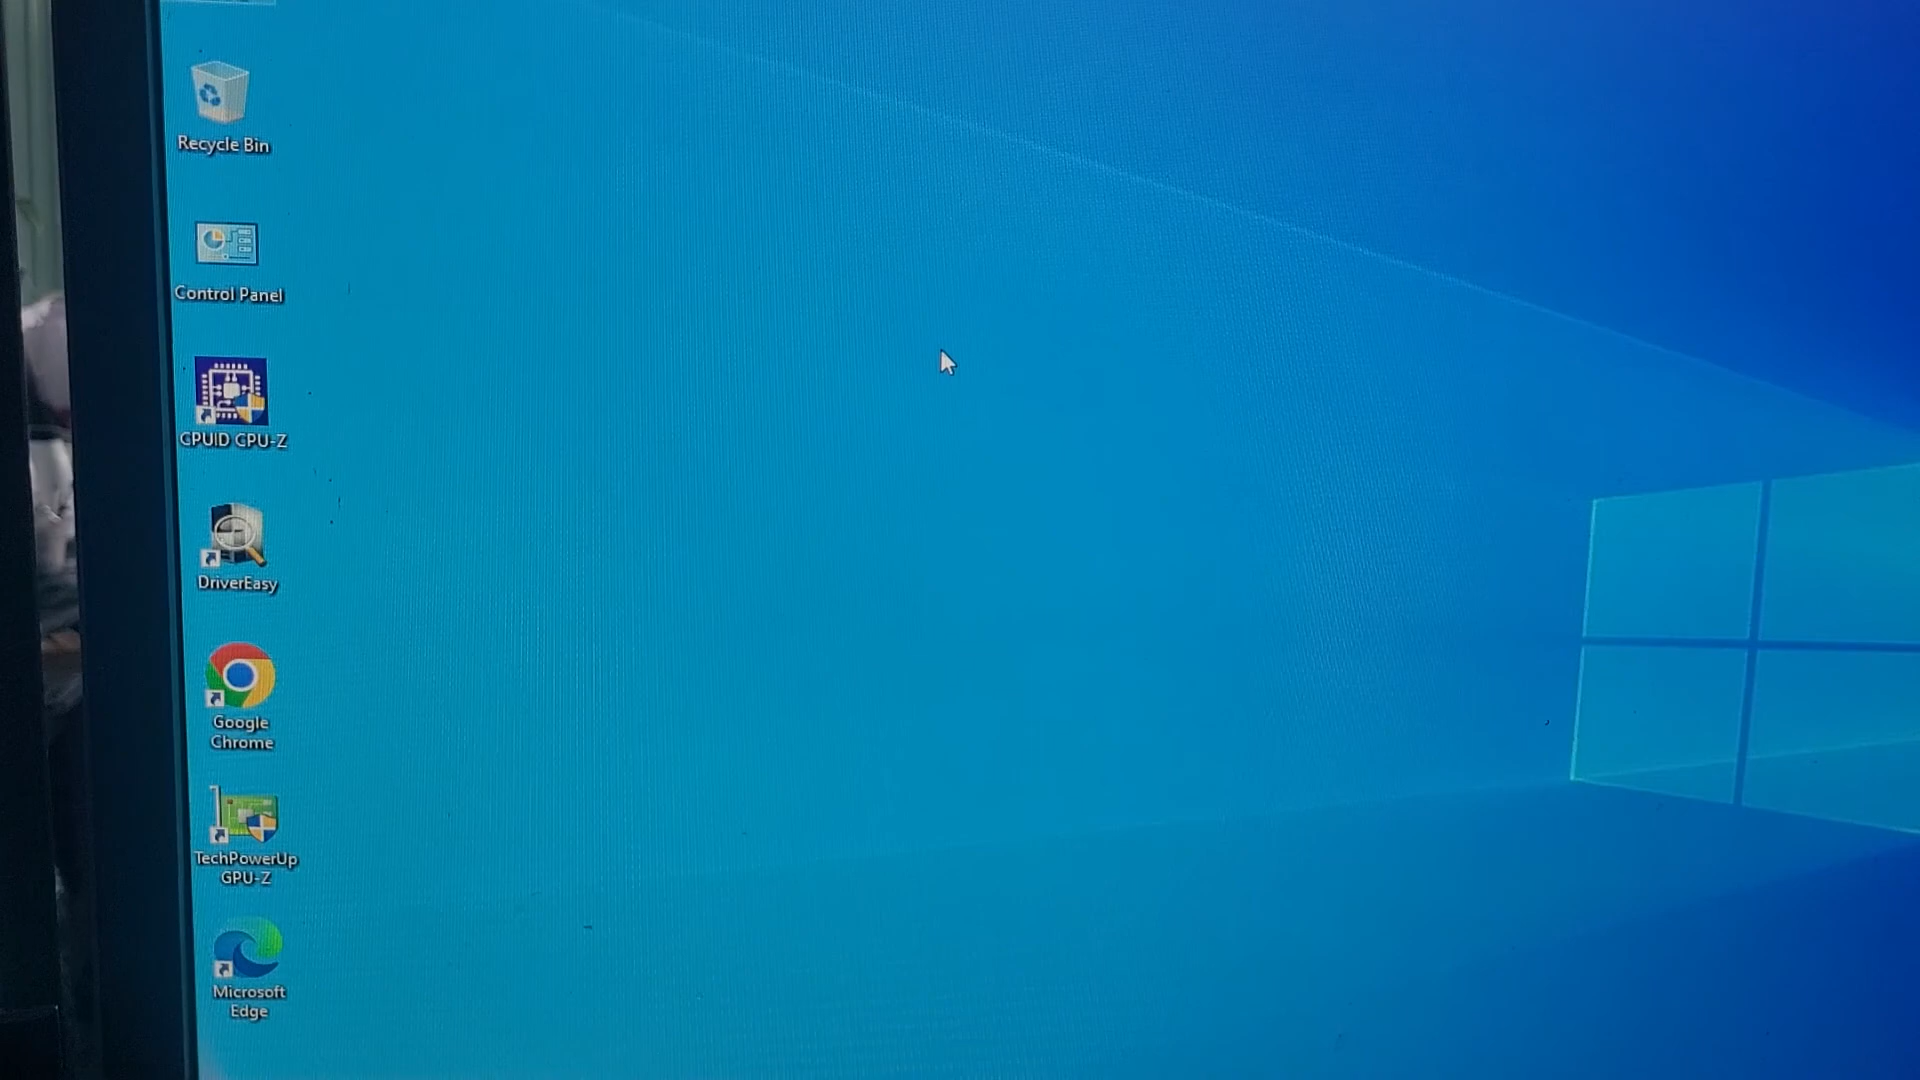 Recycle Bin
Control Panel
CPUID CPU-Z
DriverEasy
Google
Chrome
TechPowerUp
GPU-Z
Microsoft
Edge